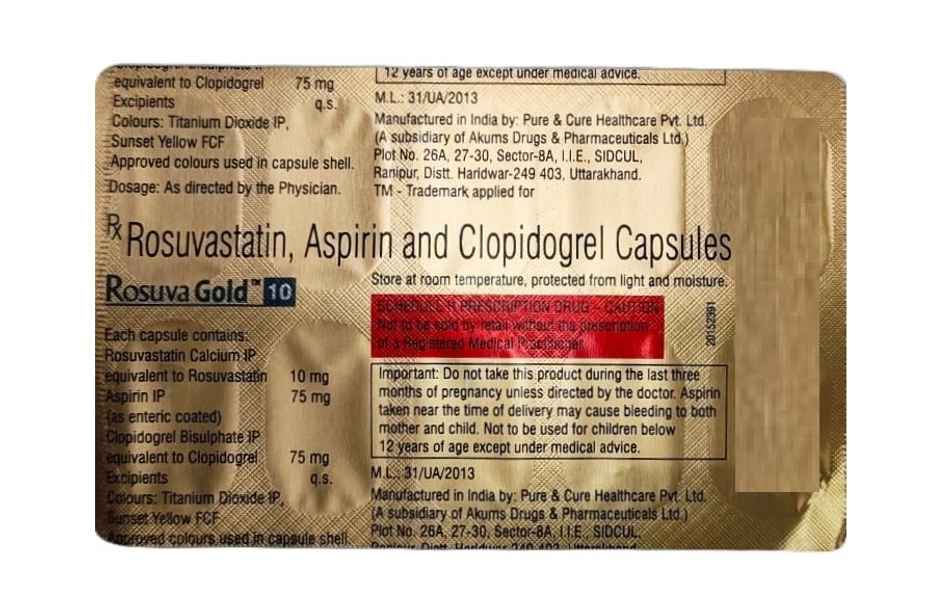 equivalent to Clopidogrel 75 mg
Excipients q.s.
Colours: Titanium Dioxide IP,
Sunset Yellow FCF
Approved colours used in capsule shell.
Dosage: As directed by the Physician.
12 years of age except under medical advice.
M.L.: 31/UA/2013
Manufactured in India by: Pure & Cure Healthcare Pvt. Ltd.
(A subsidiary of Akums Drugs & Pharmaceuticals Ltd.)
Plot No. 26A, 27-30, Sector-8A, I.I.E., SIDCUL,
Ranipur, Distt. Haridwar-249 403, Uttarakhand.
TM - Trademark applied for
Rx Rosuvastatin, Aspirin and Clopidogrel Capsules
Rosuva Gold™ 10
Each capsule contains:
Rosuvastatin Calcium IP
equivalent to Rosuvastatin 10 mg
Aspirin IP 75 mg
(as enteric coated)
Clopidogrel Bisulphate IP
equivalent to Clopidogrel 75 mg
Excipients q.s.
Colours: Titanium Dioxide IP,
Sunset Yellow FCF
Approved colours used in capsule shell.
Store at room temperature, protected from light and moisture.
SCHEDULE H PRESCRIPTION DRUG - CAUTION
Not to be sold by retail without the prescription
of a Registered Medical Practitioner.
20152391
Important: Do not take this product during the last three
months of pregnancy unless directed by the doctor. Aspirin
taken near the time of delivery may cause bleeding to both
mother and child. Not to be used for children below
12 years of age except under medical advice.
M.L.: 31/UA/2013
Manufactured in India by: Pure & Cure Healthcare Pvt. Ltd.
(A subsidiary of Akums Drugs & Pharmaceuticals Ltd.)
Plot No. 26A, 27-30, Sector-8A, I.I.E., SIDCUL,